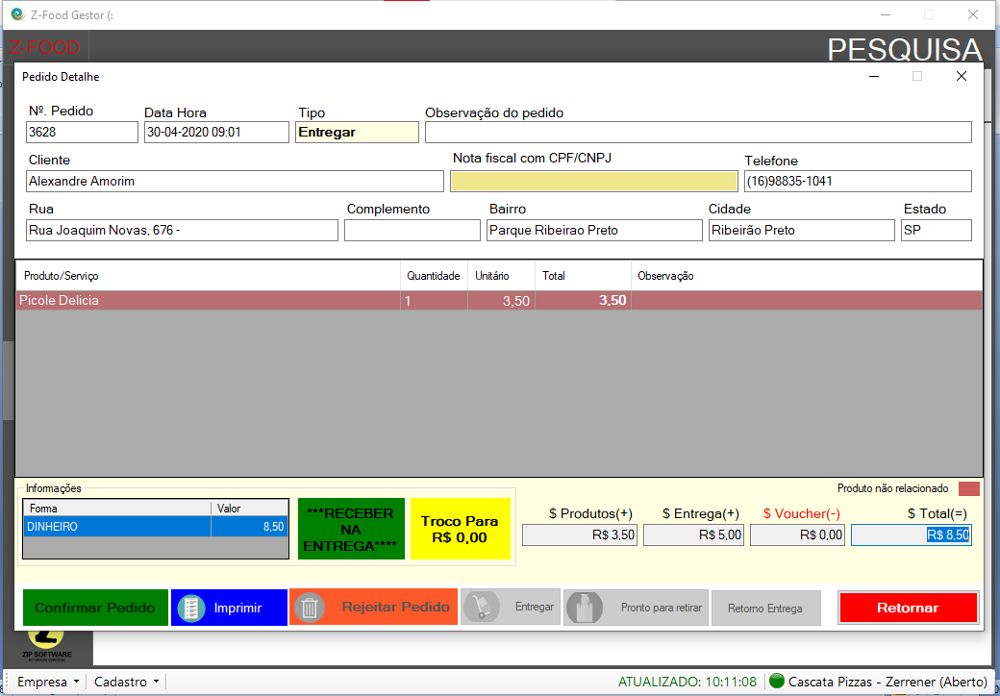 Z-Food Gestor (:
Z-FOOD
PESQUISA
Pedido Detalhe
Nº. Pedido
Data Hora
Tipo
Observação do pedido
3628
30-04-2020 09:01
Entregar
Cliente
Nota fiscal com CPF/CNPJ
Telefone
Alexandre Amorim
(16)98835-1041
Rua
Complemento
Bairro
Cidade
Estado
Rua Joaquim Novas, 676 -
Parque Ribeirao Preto
Ribeirão Preto
SP
Produto/Serviço
Quantidade
Unitário
Total
Observação
Picole Delicia
1
3,50
3,50
Informações
Produto não relacionado
Forma
Valor
DINHEIRO
8,50
***RECEBER
NA
ENTREGA****
Troco Para
R$ 0,00
$ Produtos(+)
$ Entrega(+)
$ Voucher(-)
$ Total(=)
R$ 3,50
R$ 5,00
R$ 0,00
R$ 8,50
Confirmar Pedido
Imprimir
Rejeitar Pedido
Entregar
Pronto para retirar
Retorno Entrega
Retornar
ZIP SOFTWARE
AUTOMAÇÃO COMERCIAL
Empresa
Cadastro
ATUALIZADO: 10:11:08
Cascata Pizzas - Zerrener (Aberto)